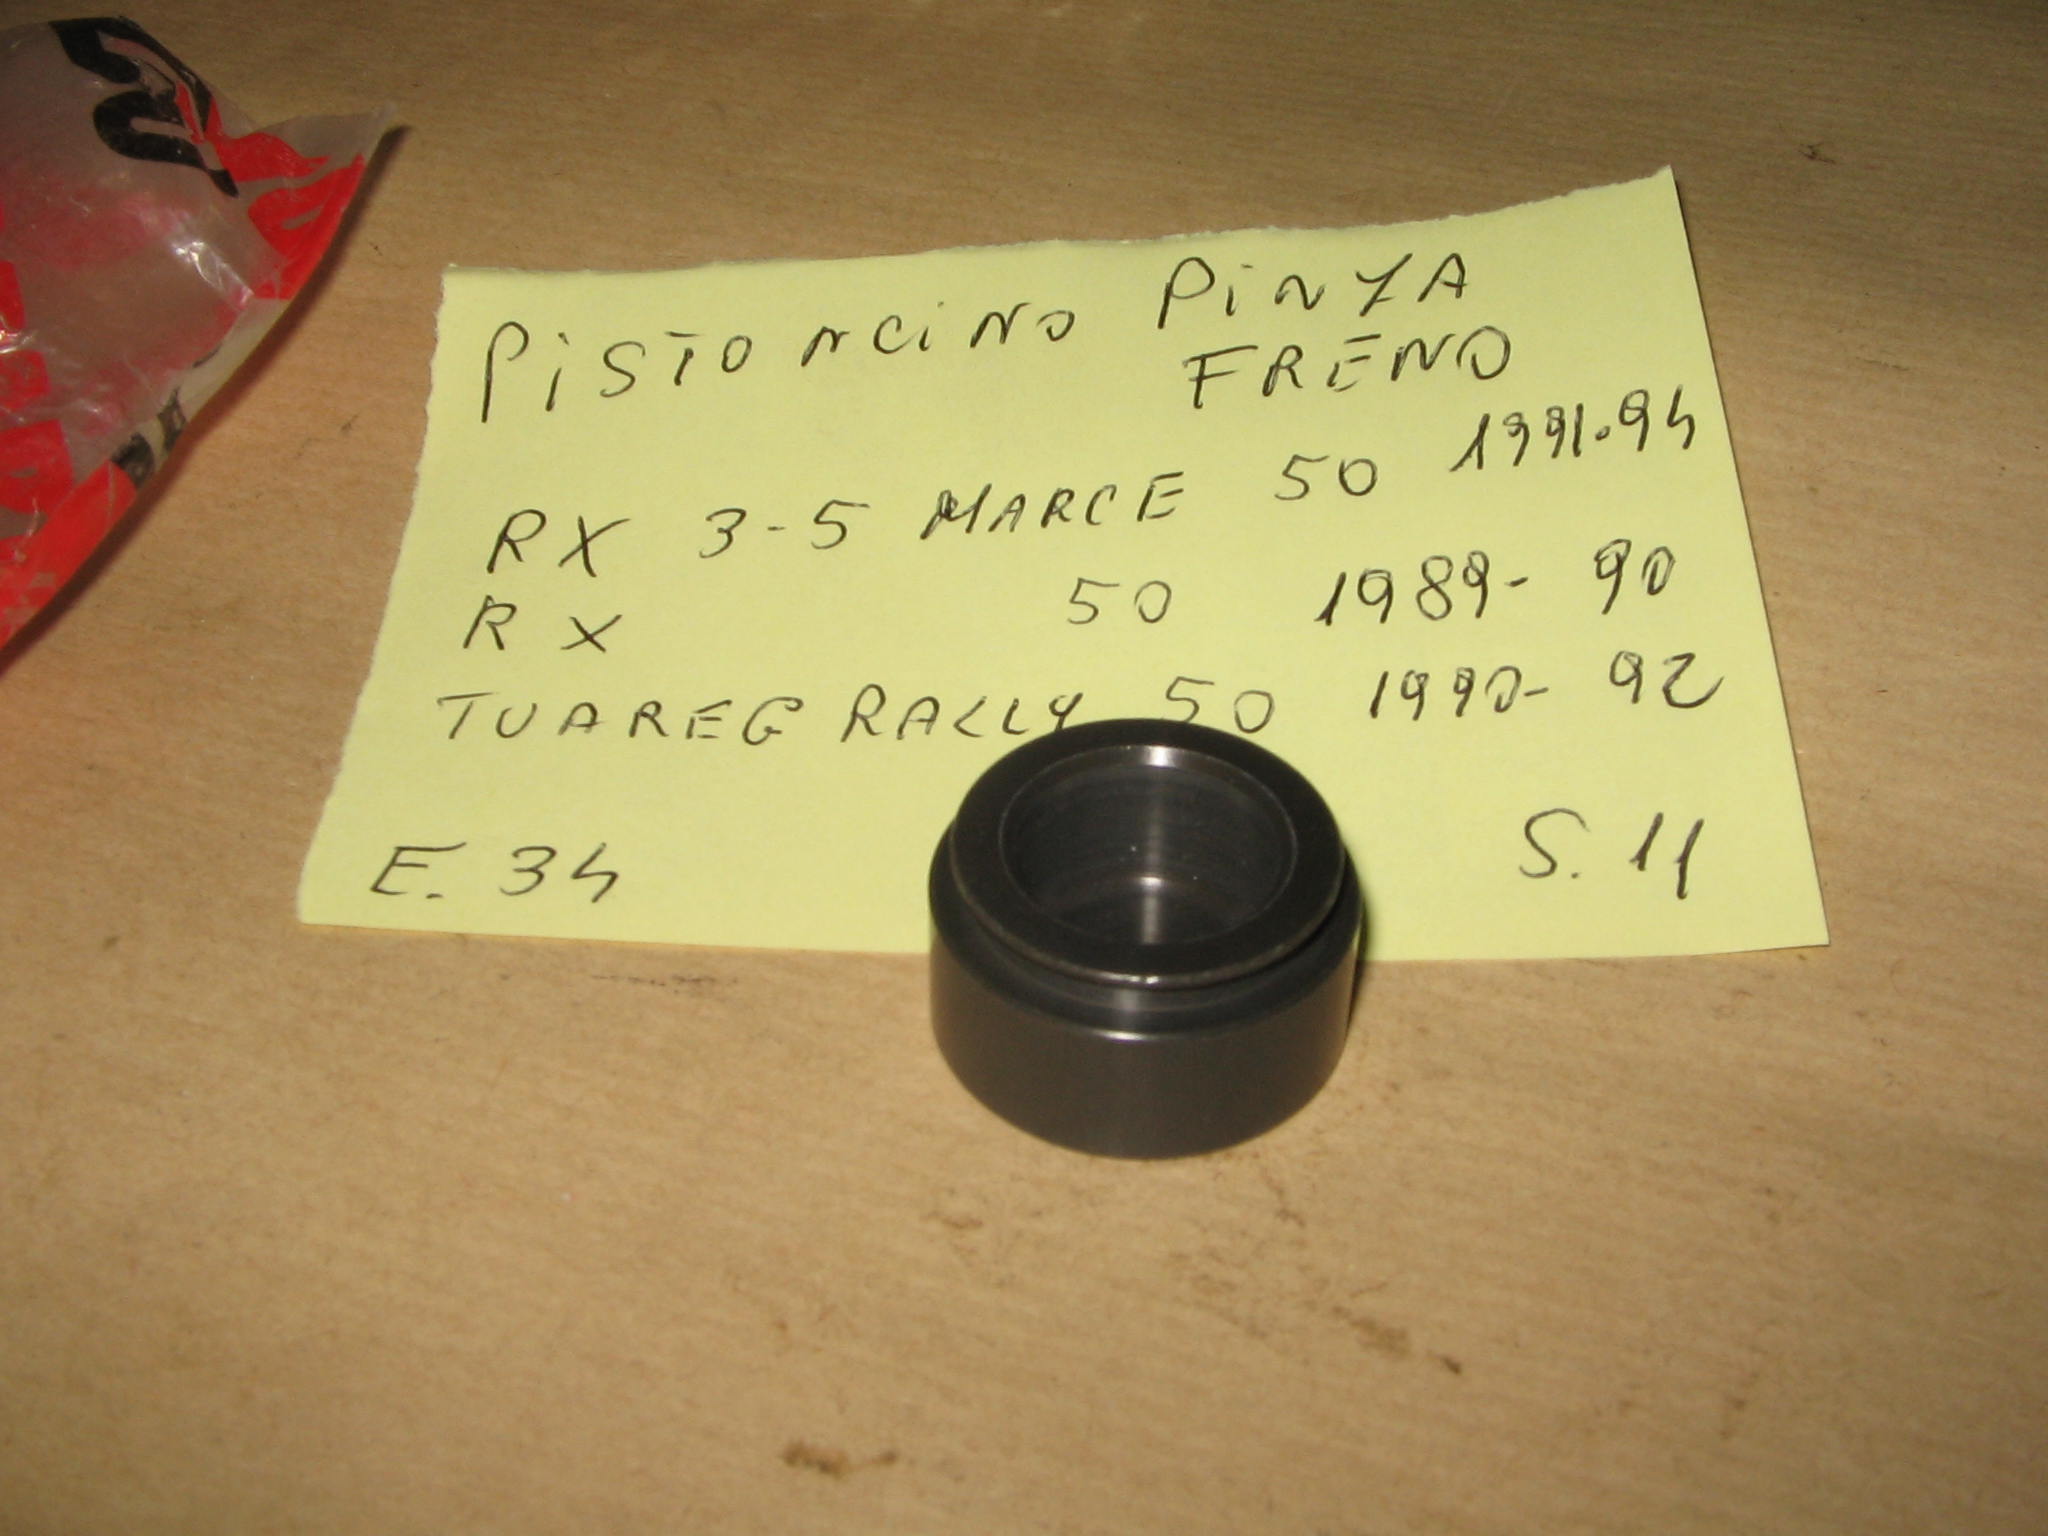 PISTONCINO PINZA
FRENO
RX 3-5 MARCE 50 1991.94
RX 50 1989-90
TUAREG RALLY 50 1990-92
E. 34 S. 11